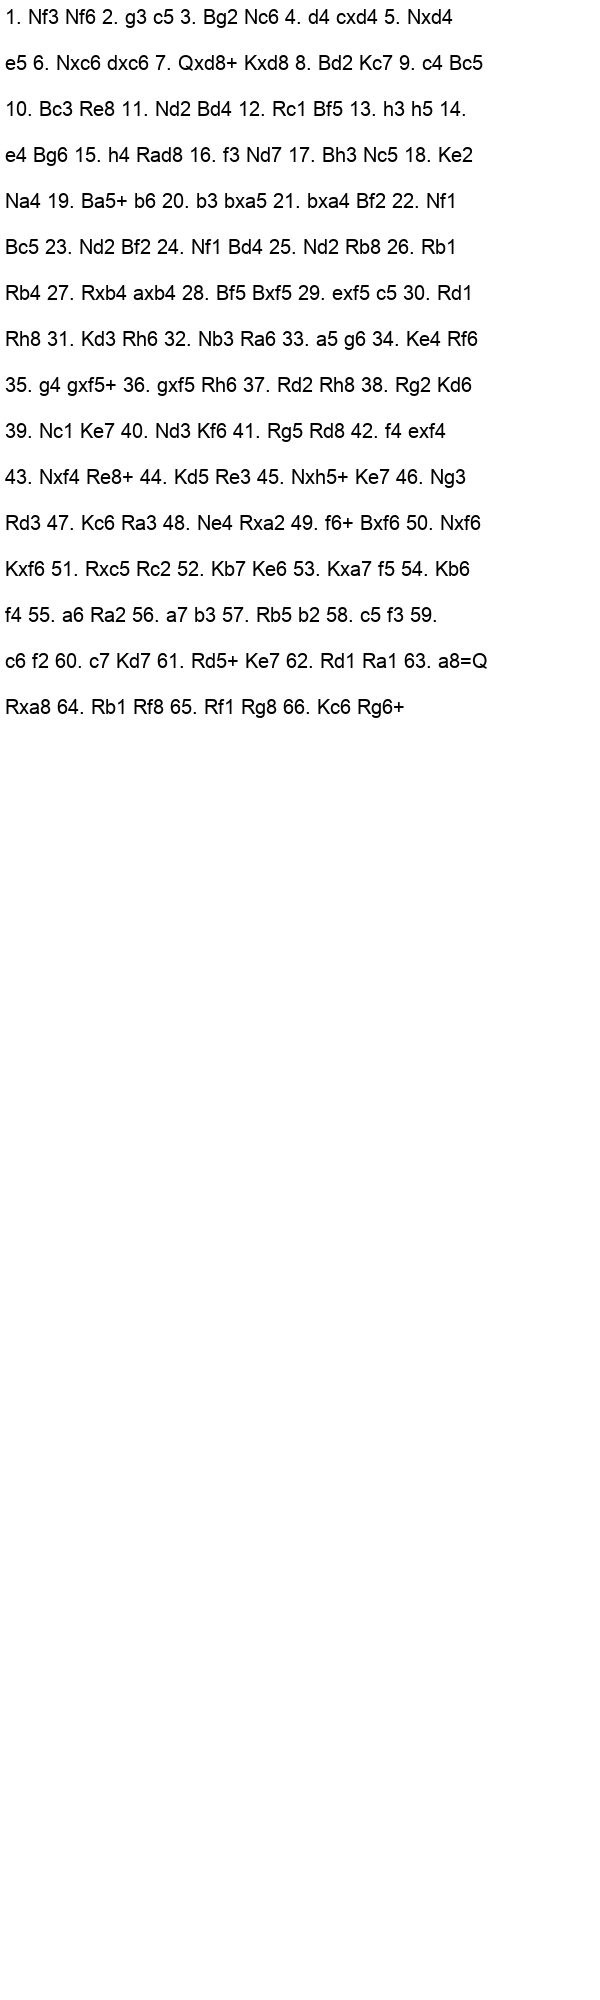 1. Nf3 Nf6 2. g3 c5 3. Bg2 Nc6 4. d4 cxd4 5. Nxd4
e5 6. Nxc6 dxc6 7. Qxd8+ Kxd8 8. Bd2 Kc7 9. c4 Bc5
10. Bc3 Re8 11. Nd2 Bd4 12. Rc1 Bf5 13. h3 h5 14.
e4 Bg6 15. h4 Rad8 16. f3 Nd7 17. Bh3 Nc5 18. Ke2
Na4 19. Ba5+ b6 20. b3 bxa5 21. bxa4 Bf2 22. Nf1
Bc5 23. Nd2 Bf2 24. Nf1 Bd4 25. Nd2 Rb8 26. Rb1
Rb4 27. Rxb4 axb4 28. Bf5 Bxf5 29. exf5 c5 30. Rd1
Rh8 31. Kd3 Rh6 32. Nb3 Ra6 33. a5 g6 34. Ke4 Rf6
35. g4 gxf5+ 36. gxf5 Rh6 37. Rd2 Rh8 38. Rg2 Kd6
39. Nc1 Ke7 40. Nd3 Kf6 41. Rg5 Rd8 42. f4 exf4
43. Nxf4 Re8+ 44. Kd5 Re3 45. Nxh5+ Ke7 46. Ng3
Rd3 47. Kc6 Ra3 48. Ne4 Rxa2 49. f6+ Bxf6 50. Nxf6
Kxf6 51. Rxc5 Rc2 52. Kb7 Ke6 53. Kxa7 f5 54. Kb6
f4 55. a6 Ra2 56. a7 b3 57. Rb5 b2 58. c5 f3 59.
c6 f2 60. c7 Kd7 61. Rd5+ Ke7 62. Rd1 Ra1 63. a8=Q
Rxa8 64. Rb1 Rf8 65. Rf1 Rg8 66. Kc6 Rg6+